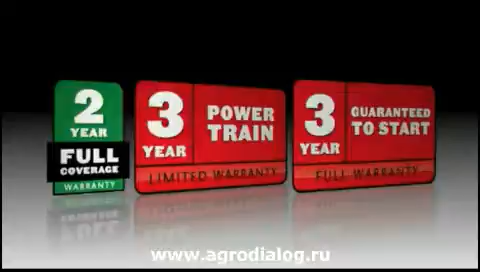 2
YEAR
FULL
COVERAGE
WARRANTY
3
YEAR
POWER
TRAIN
LIMITED WARRANTY
3
YEAR
GUARANTEED
TO START
FULL WARRANTY
www.agrodialog.ru